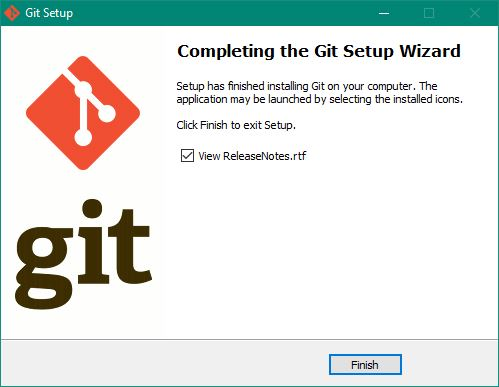 Git Setup
Completing the Git Setup Wizard
Setup has finished installing Git on your computer. The
application may be launched by selecting the installed icons.
Click Finish to exit Setup.
View ReleaseNotes.rtf
git
Finish